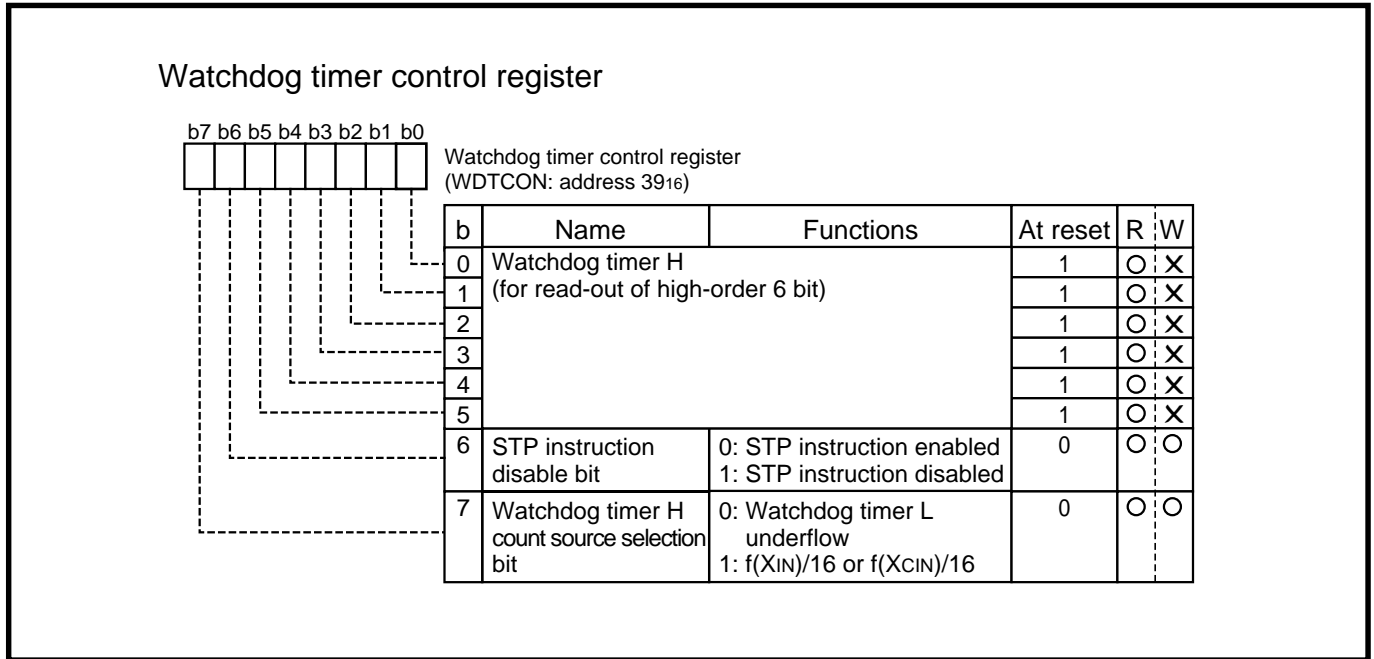 Watchdog timer control register
b7 b6 b5 b4 b3 b2 b1 b0
Watchdog timer control register
(WDTCON: address 3916)
b Name Functions At reset R W
0 Watchdog timer H 1 O X
1 (for read-out of high-order 6 bit) 1 O X
2 1 O X
3 1 O X
4 1 O X
5 1 O X
6 STP instruction 0: STP instruction enabled 0 O O
disable bit 1: STP instruction disabled
7 Watchdog timer H 0: Watchdog timer L 0 O O
count source selection underflow
bit 1: f(XIN)/16 or f(XCIN)/16